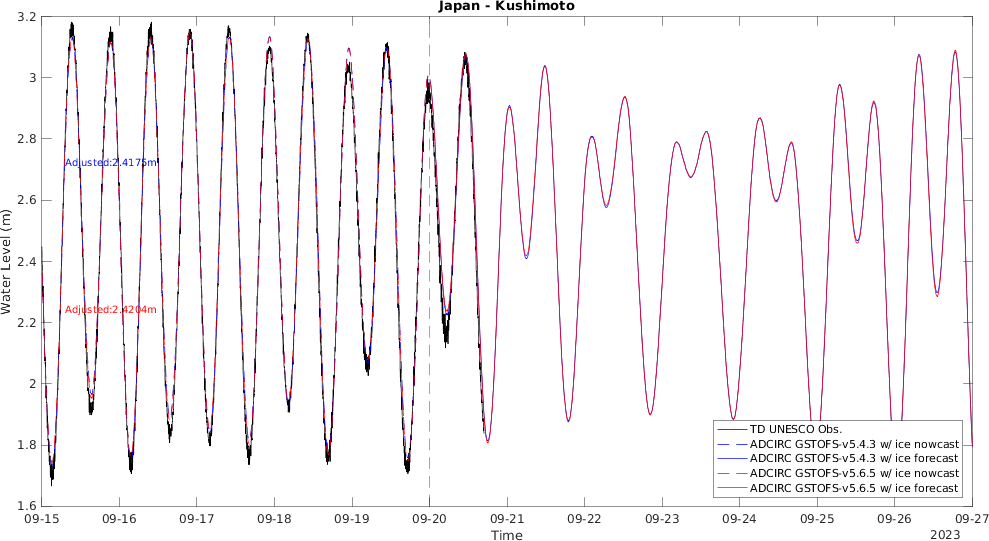 Japan - Kushimoto
3.2
3
2.8
2.6
2.4
2.2
2
1.8
1.6
Water Level (m)
Adjusted:2.4175m
Adjusted:2.4204m
TD UNESCO Obs.
ADCIRC GSTOFS-v5.4.3 w/ ice nowcast
ADCIRC GSTOFS-v5.4.3 w/ ice forecast
ADCIRC GSTOFS-v5.6.5 w/ ice nowcast
ADCIRC GSTOFS-v5.6.5 w/ ice forecast
09-15 09-16 09-17 09-18 09-19 09-20 09-21 09-22 09-23 09-24 09-25 09-26 09-27
Time
2023